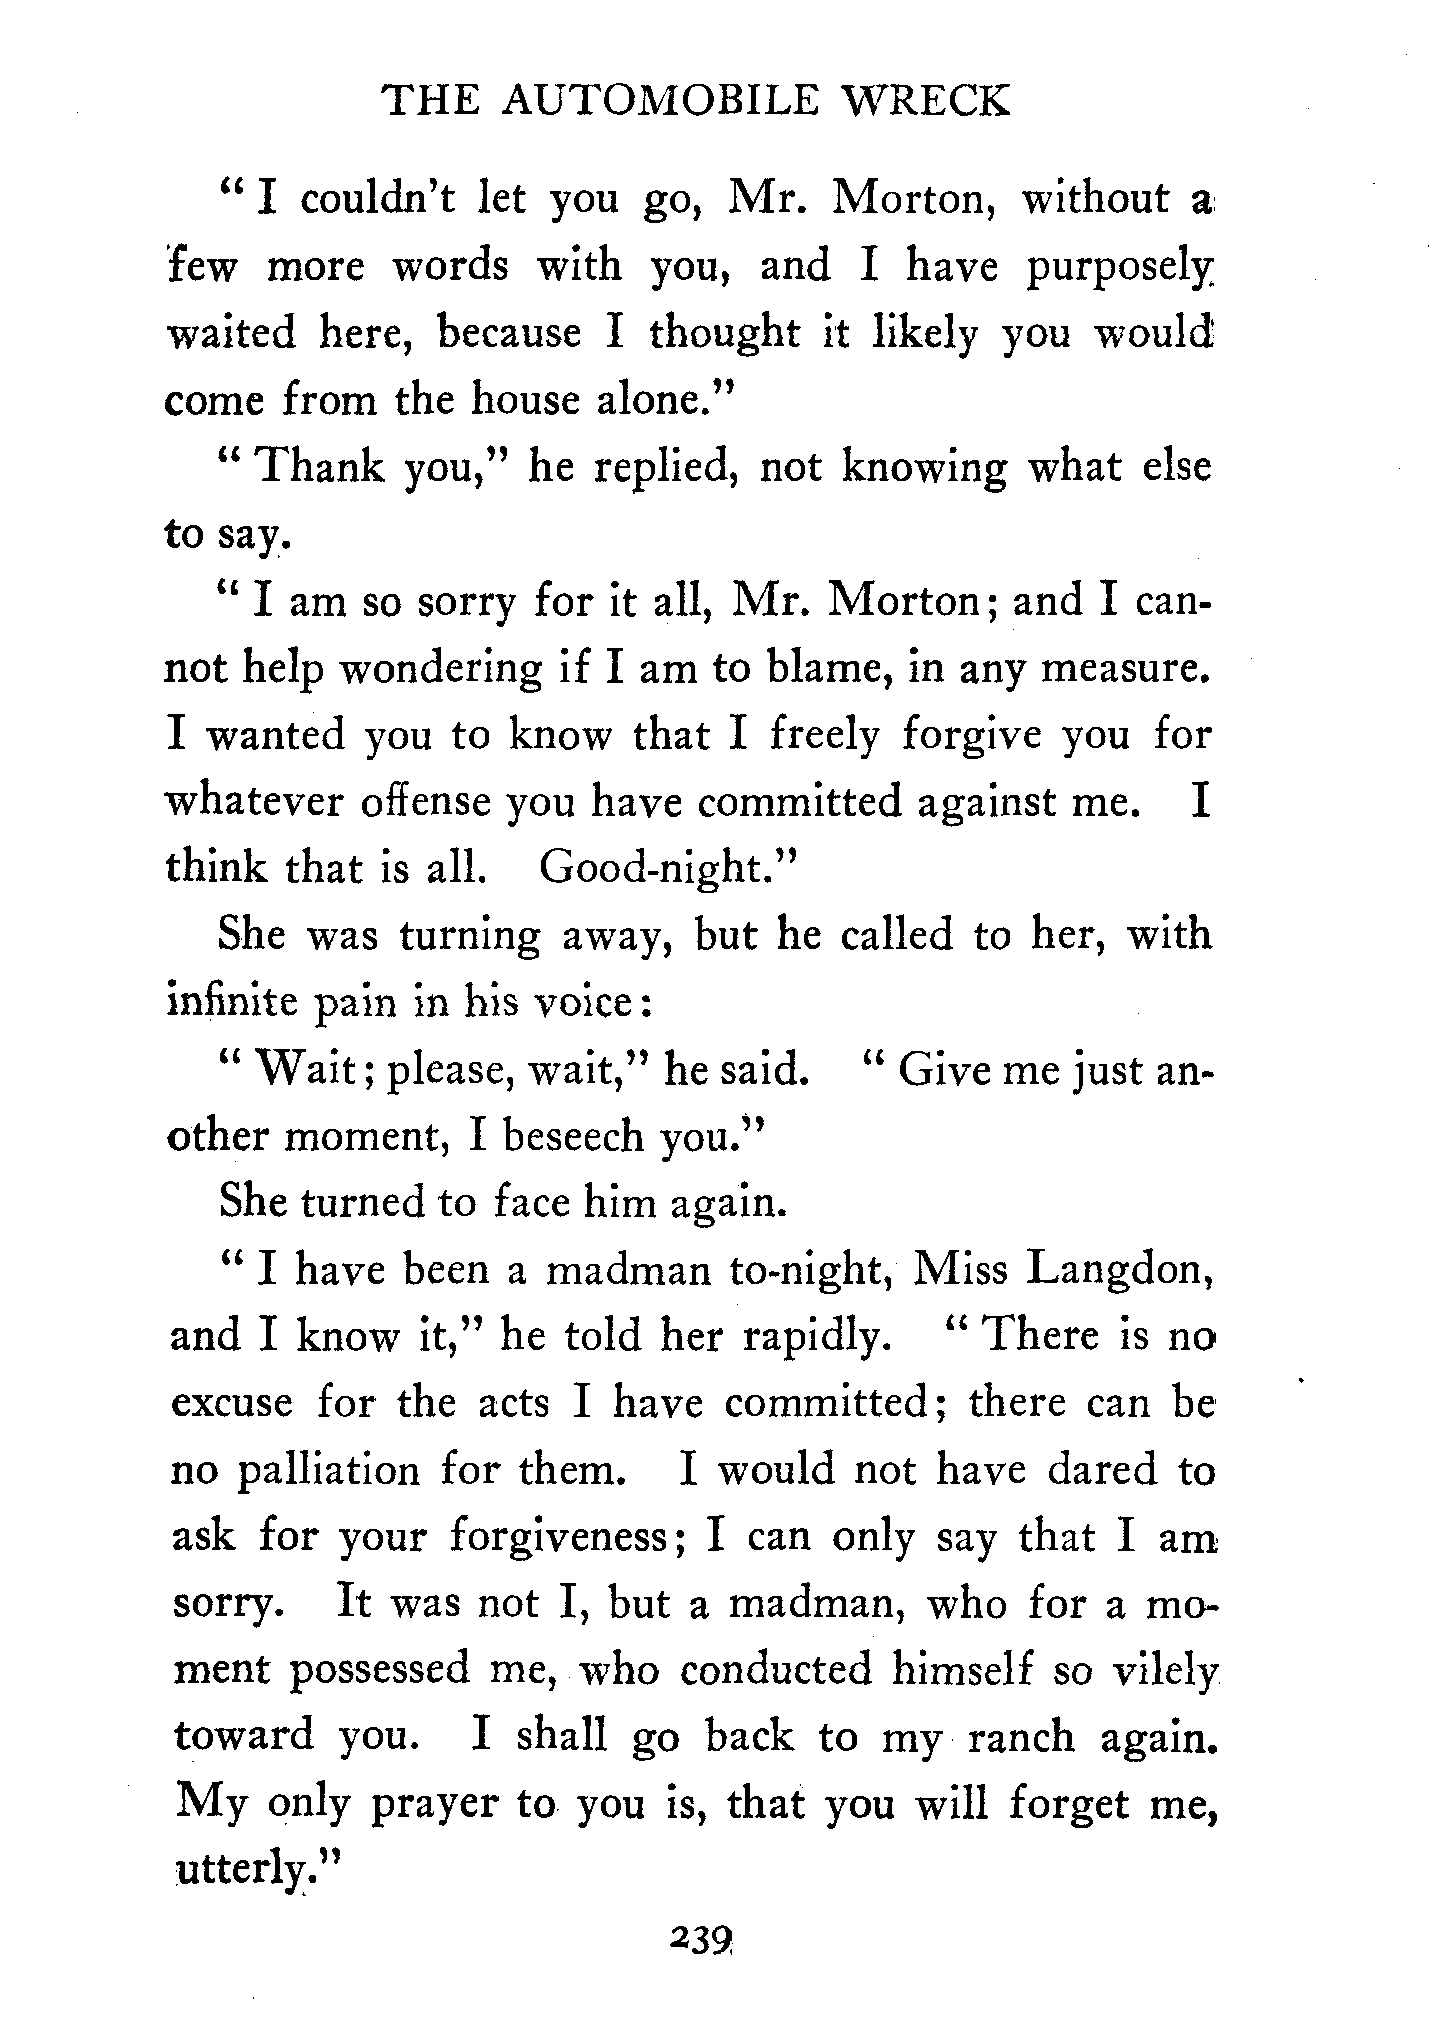 THE AUTOMOBILE WRECK
“ I couldn't let you go, Mr. Morton, without a
few more words with you, and I have purposely
waited here, because I thought it likely you would
come from the house alone.”
“ Thank you,” he replied, not knowing what else
to say.
“ I am so sorry for it all, Mr. Morton; and I can-
not help wondering if I am to blame, in any measure.
I wanted you to know that I freely forgive you for
whatever offense you have committed against me. I
think that is all. Good-night.”
She was turning away, but he called to her, with
infinite pain in his voice:
“ Wait; please, wait,” he said. “ Give me just an-
other moment, I beseech you.”
She turned to face him again.
“ I have been a madman to-night, Miss Langdon,
and I know it,” he told her rapidly. “ There is no
excuse for the acts I have committed; there can be
no palliation for them. I would not have dared to
ask for your forgiveness; I can only say that I am
sorry. It was not I, but a madman, who for a mo-
ment possessed me, who conducted himself so vilely
toward you. I shall go back to my ranch again.
My only prayer to you is, that you will forget me,
utterly.”
239